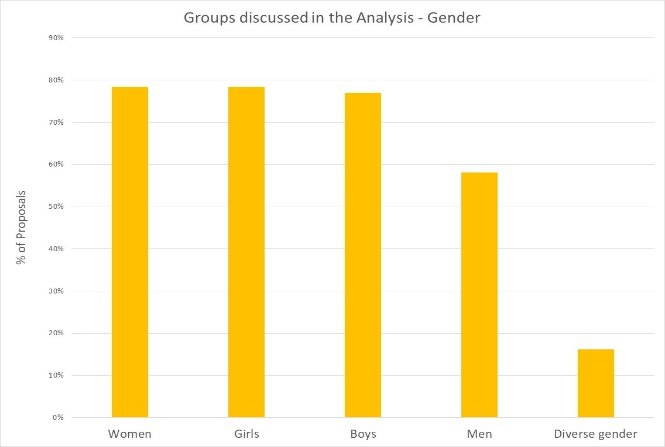 Groups discussed in the Analysis - Gender
90%
80%
70%
60%
50%
40%
30%
20%
10%
0%
% of Proposals
Women
Girls
Boys
Men
Diverse gender